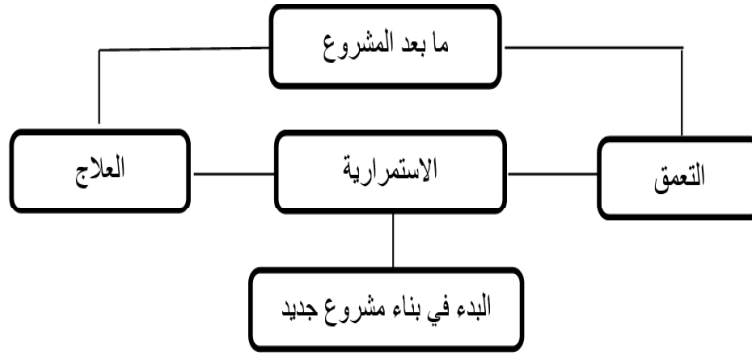 ما بعد المشروع
التعمق
الاستمرارية
العلاج
البدء في بناء مشروع جديد